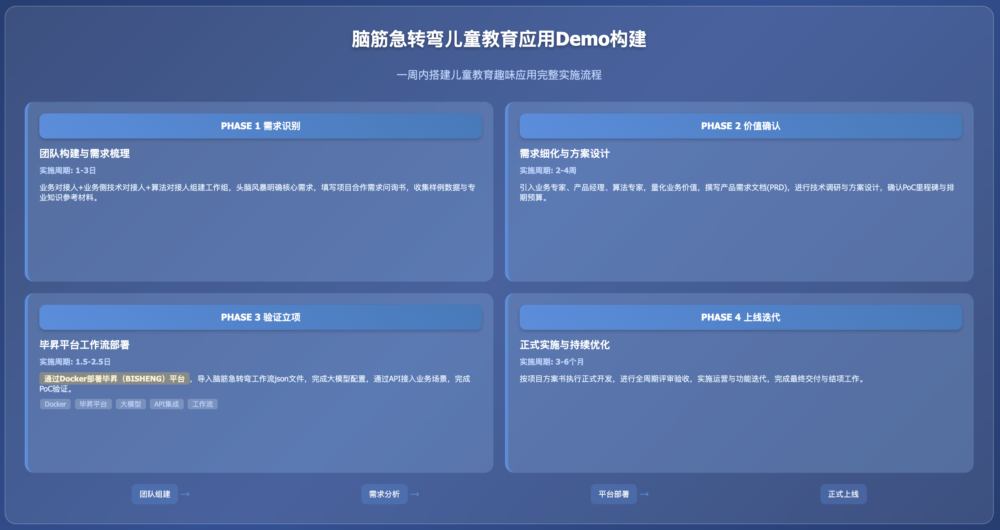 脑筋急转弯儿童教育应用Demo构建
一周内搭建儿童教育趣味应用完整实施流程
PHASE 1 需求识别
团队构建与需求梳理
实施周期: 1-3日
业务对接人+业务侧技术对接人+算法对接人组建工作组，头脑风暴明确核心需求，填写项目合作需求问询书，收集样例数据与专
业知识参考材料。
PHASE 2 价值确认
需求细化与方案设计
实施周期: 2-4周
引入业务专家、产品经理、算法专家，量化业务价值，撰写产品需求文档(PRD)，进行技术调研与方案设计，确认PoC里程碑与排
期预算。
PHASE 3 验证立项
毕昇平台工作流部署
实施周期: 1.5-2.5日
通过Docker部署毕昇（BISHENG）平台，导入脑筋急转弯工作流json文件，完成大模型配置，通过API接入业务场景，完成
PoC验证。
Docker 毕昇平台 大模型 API集成 工作流
PHASE 4 上线迭代
正式实施与持续优化
实施周期: 3-6个月
按项目方案书执行正式开发，进行全周期评审验收，实施运营与功能迭代，完成最终交付与结项工作。
团队组建 → 需求分析 → 平台部署 → 正式上线